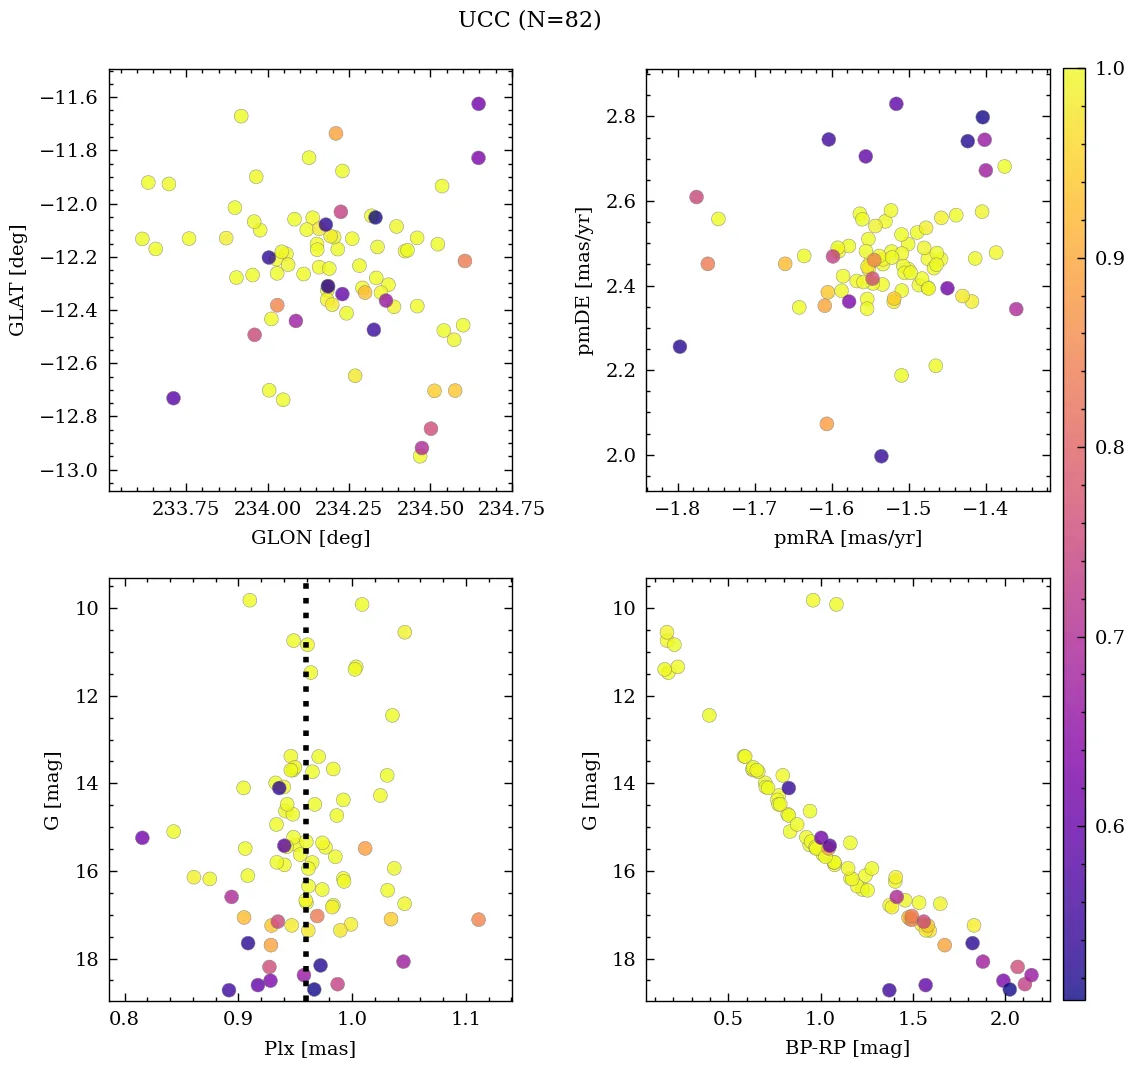 UCC (N=82)
−11.6
−11.8
−12.0
−12.2
−12.4
−12.6
−12.8
−13.0
GLAT [deg]
233.75 234.00 234.25 234.50 234.75
GLON [deg]
2.8
2.6
2.4
2.2
2.0
pmDE [mas/yr]
−1.8 −1.7 −1.6 −1.5 −1.4
pmRA [mas/yr]
1.0
0.9
0.8
0.7
0.6
10
12
14
16
18
G [mag]
0.8 0.9 1.0 1.1
Plx [mas]
10
12
14
16
18
G [mag]
0.5 1.0 1.5 2.0
BP-RP [mag]